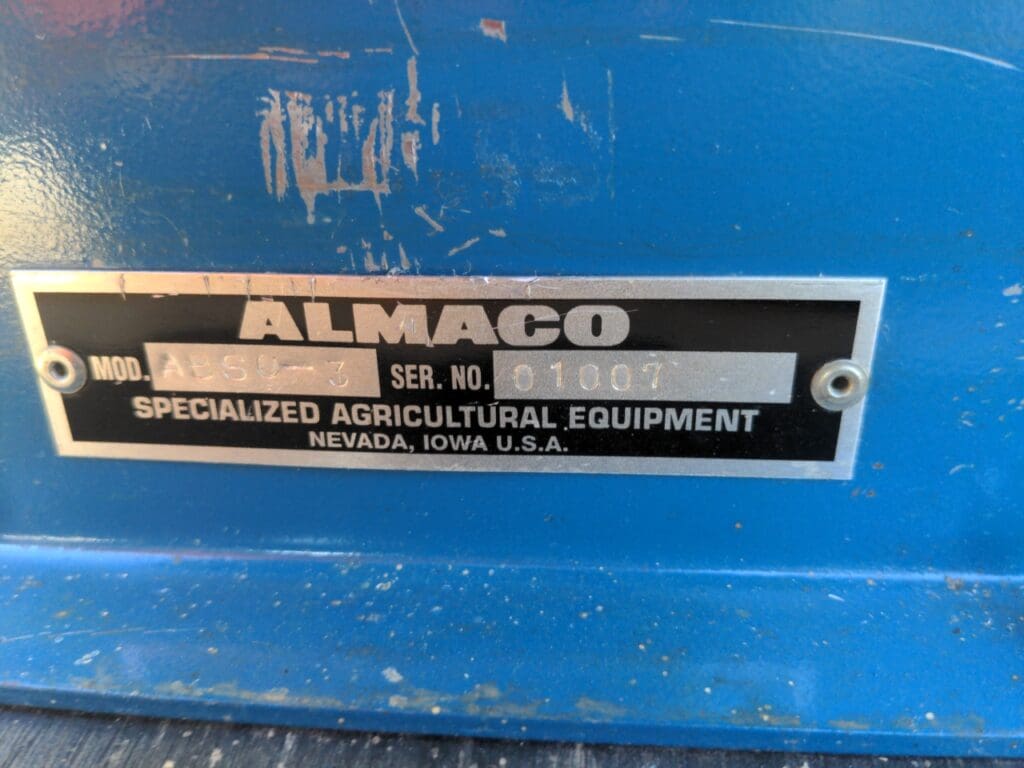 ALMACO
MOD. SER. NO. 01007
SPECIALIZED AGRICULTURAL EQUIPMENT
NEVADA, IOWA U.S.A.